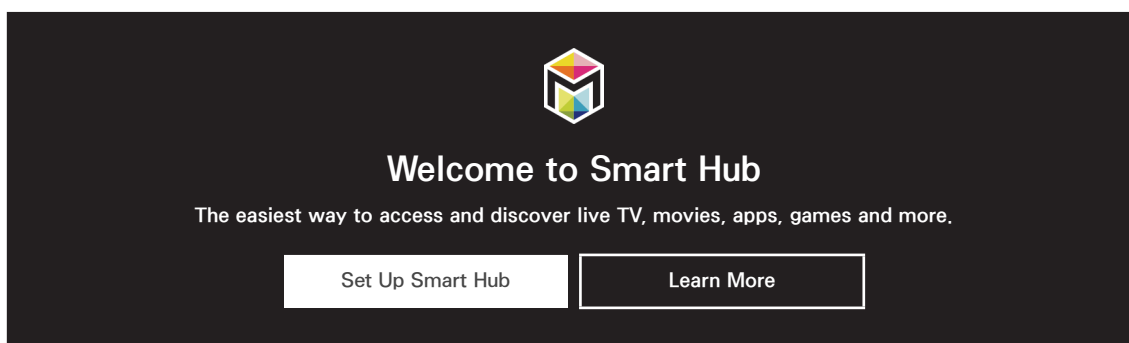 Welcome to Smart Hub
The easiest way to access and discover live TV, movies, apps, games and more.
Set Up Smart Hub
Learn More